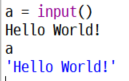 a = input()
Hello World!
a
'Hello World!'